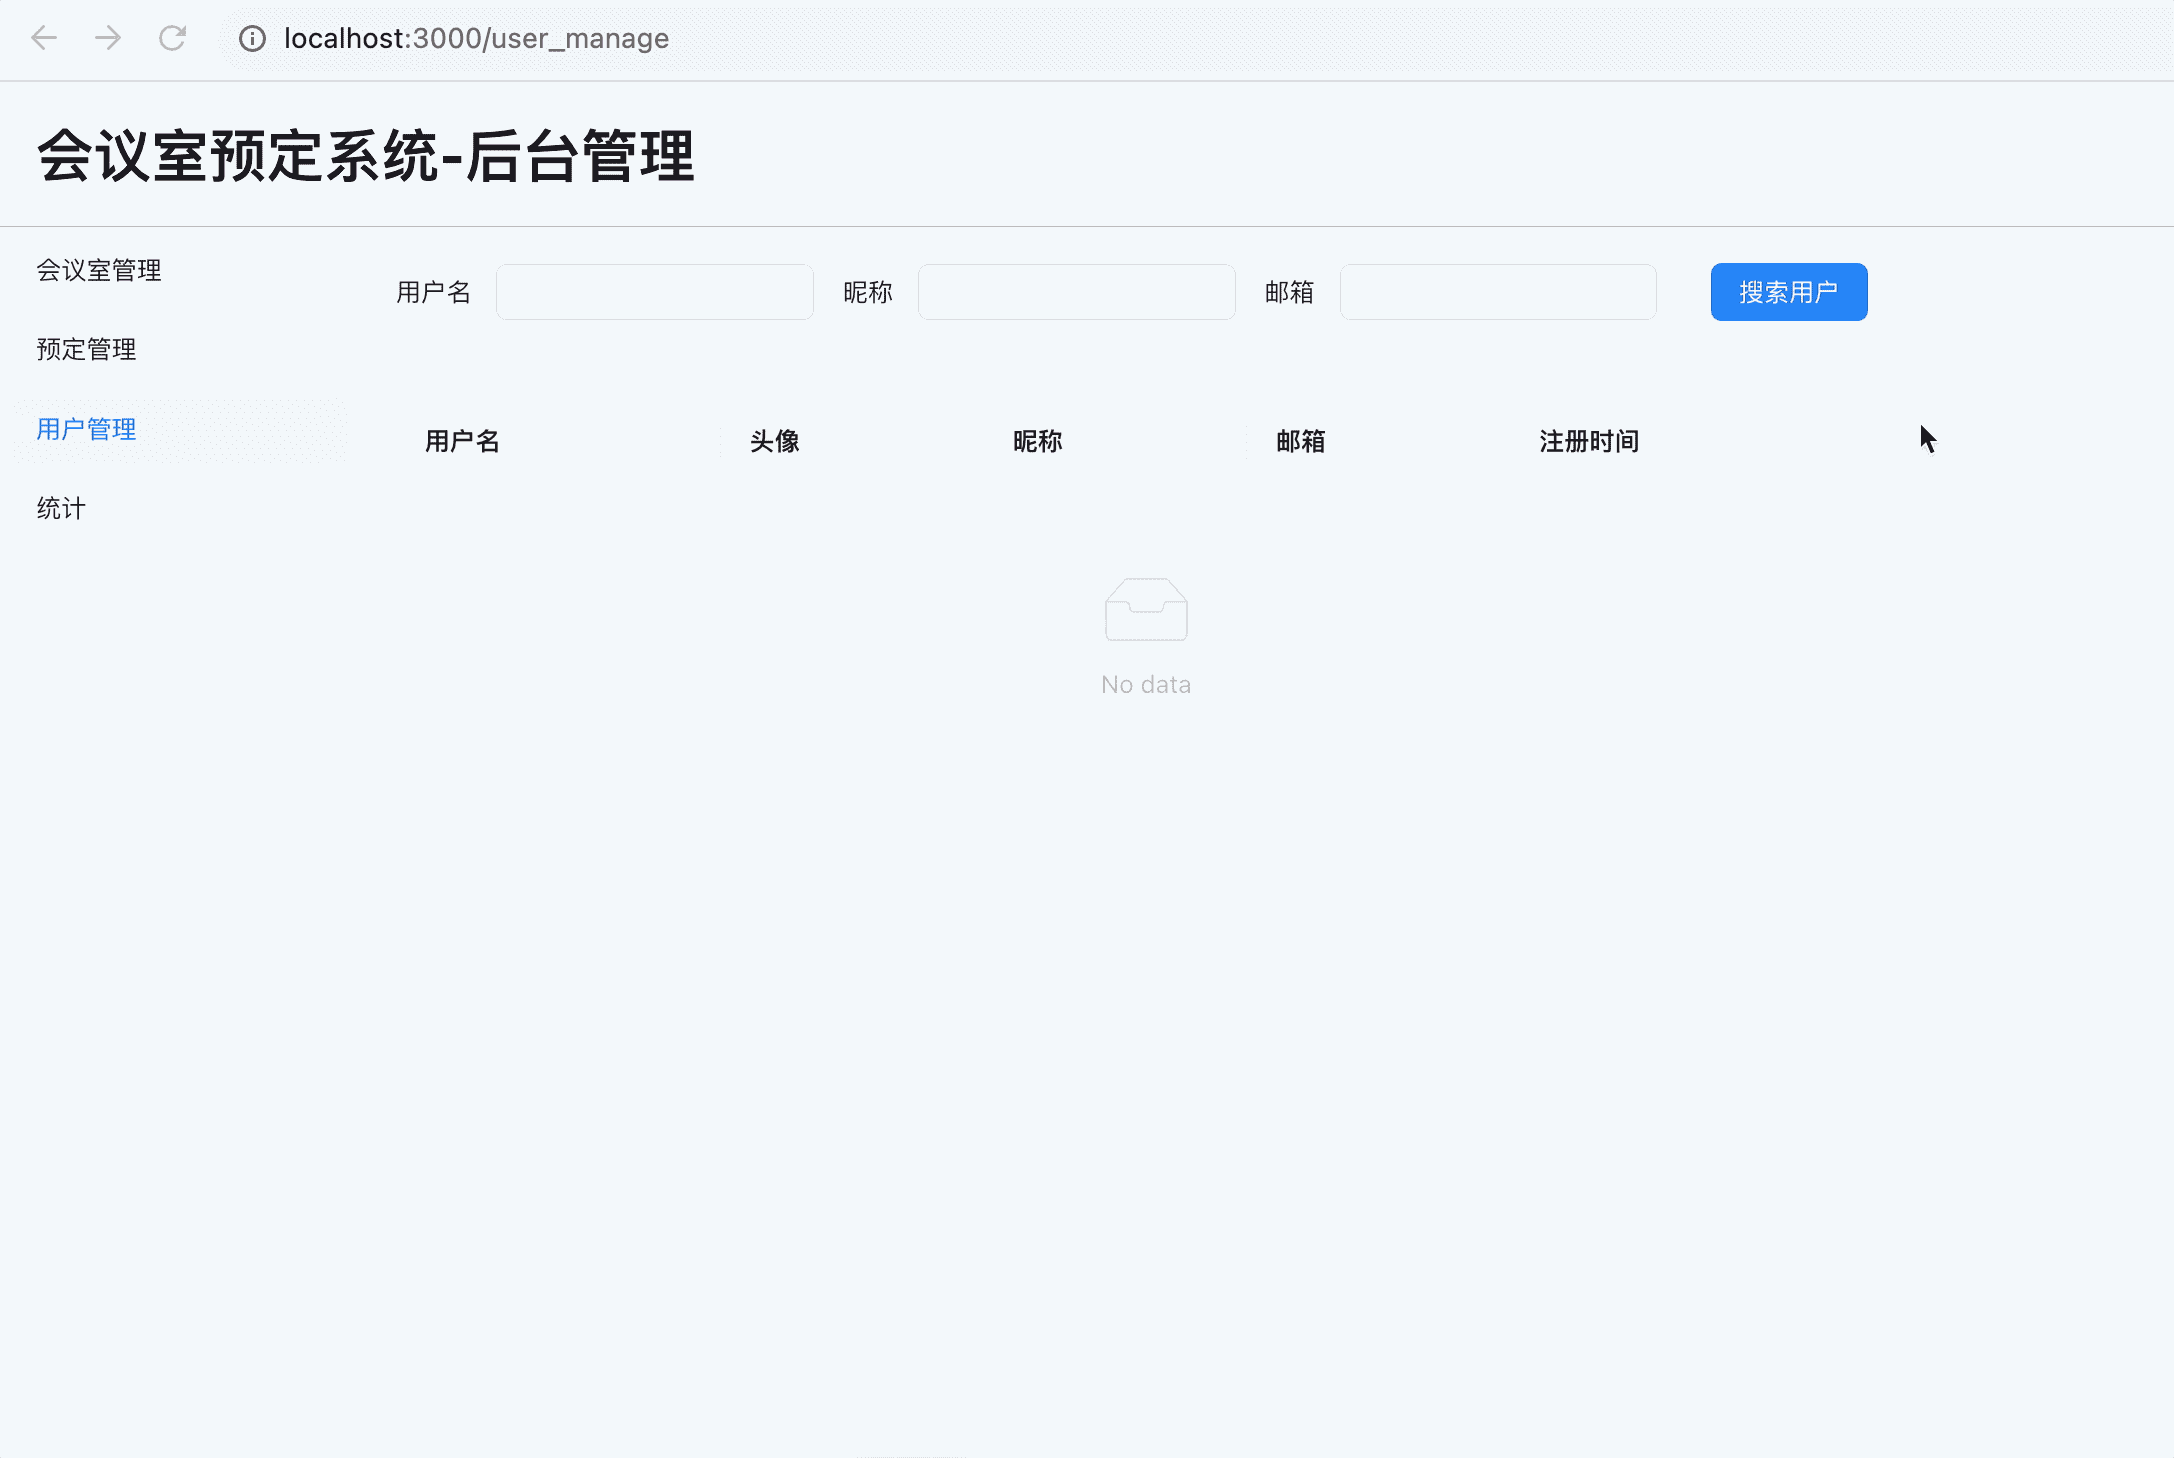 localhost:3000/user_manage
会议室预定系统-后台管理
会议室管理
预定管理
用户管理
统计
用户名 昵称 邮箱 搜索用户
用户名 头像 昵称 邮箱 注册时间
No data